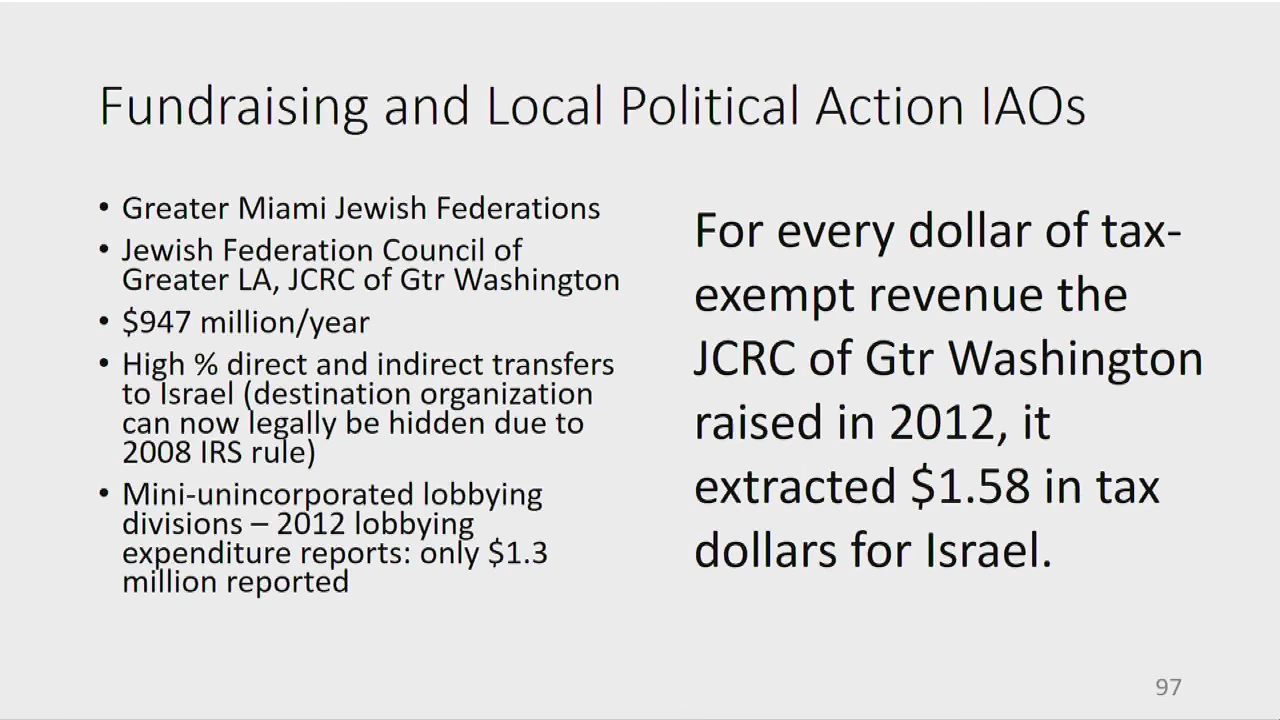 Fundraising and Local Political Action IAOs
• Greater Miami Jewish Federations
• Jewish Federation Council of
Greater LA, JCRC of Gtr Washington
• $947 million/year
• High % direct and indirect transfers
to Israel (destination organization
can now legally be hidden due to
2008 IRS rule)
• Mini-unincorporated lobbying
divisions – 2012 lobbying
expenditure reports: only $1.3
million reported
For every dollar of tax-
exempt revenue the
JCRC of Gtr Washington
raised in 2012, it
extracted $1.58 in tax
dollars for Israel.
97